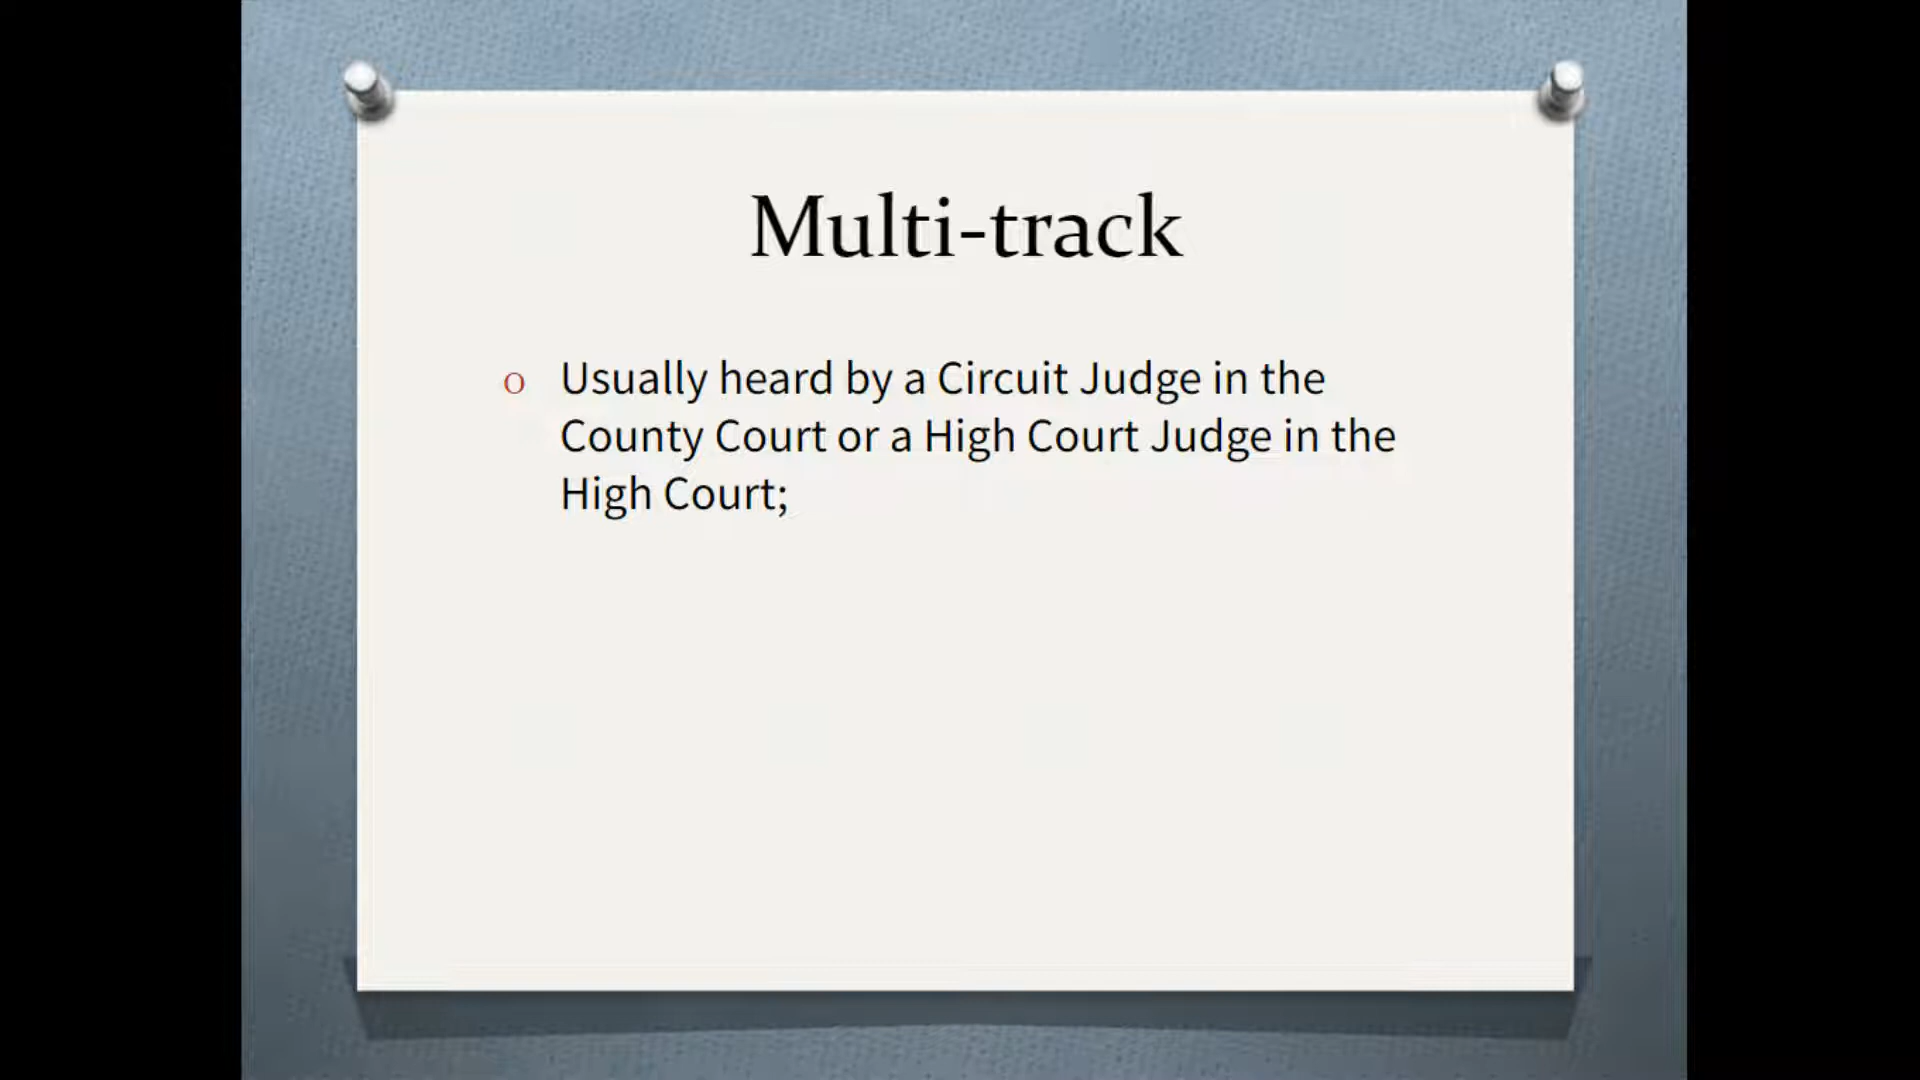 Multi-track
o Usually heard by a Circuit Judge in the
County Court or a High Court Judge in the
High Court;